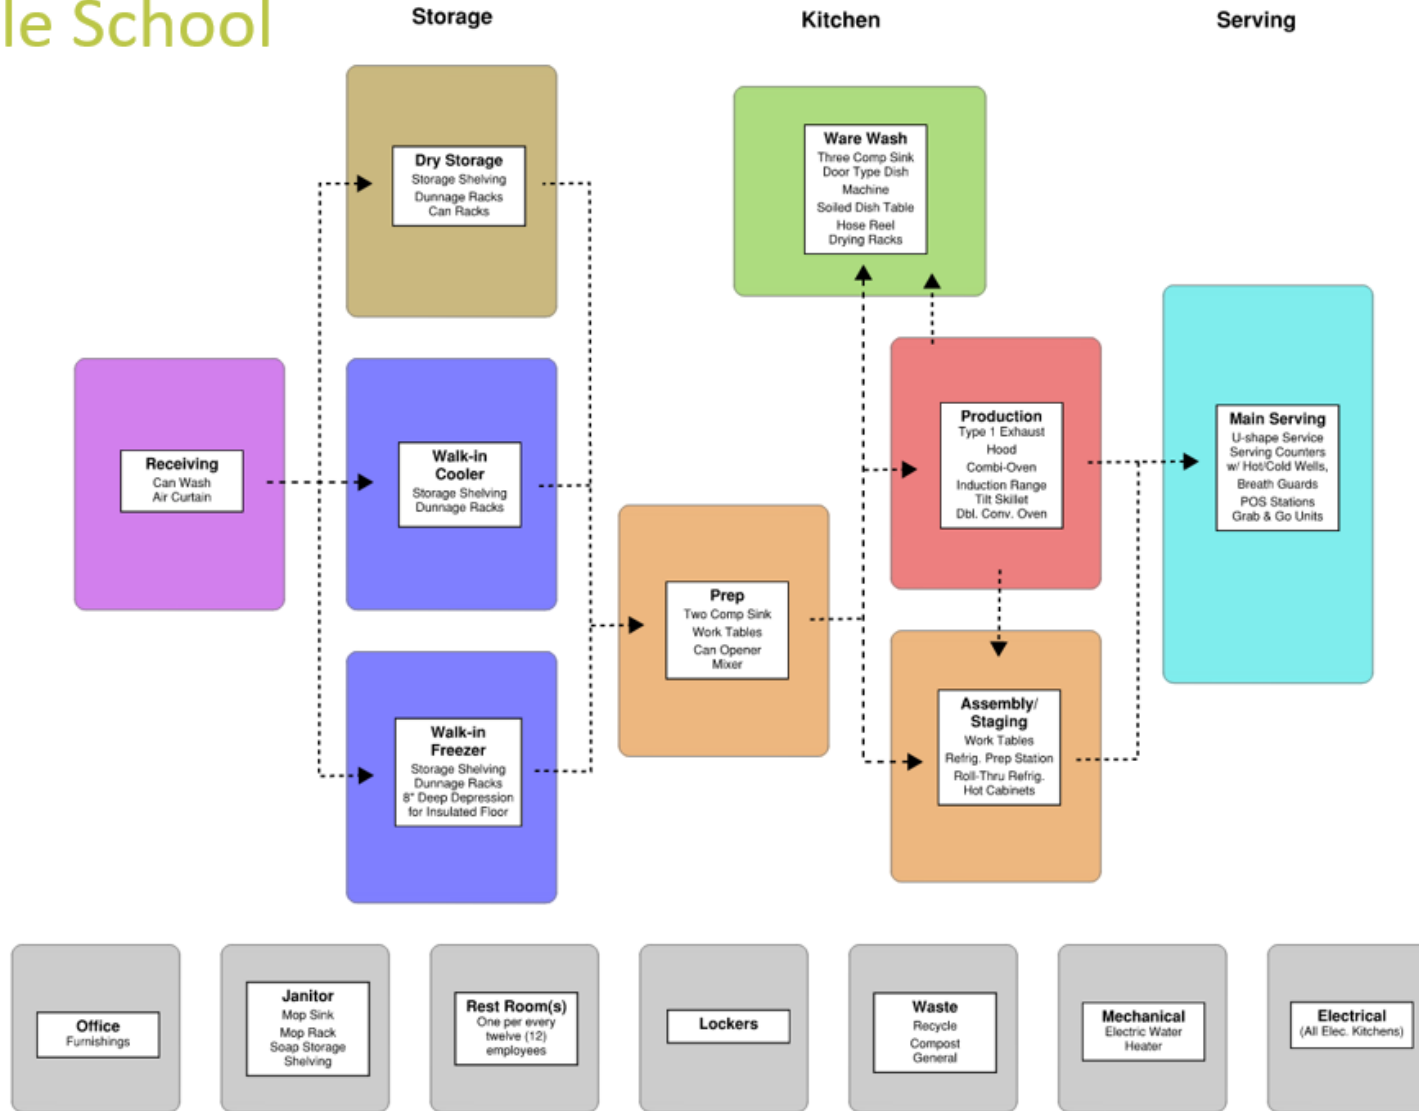 le School
Storage
Kitchen
Serving
Dry Storage
Storage Shelving
Dunnage Racks
Can Racks
Ware Wash
Three Comp Sink
Door Type Dish
Machine
Soiled Dish Table
Hose Reel
Drying Racks
Receiving
Can Wash
Air Curtain
Walk-in
Cooler
Storage Shelving
Dunnage Racks
Production
Type 1 Exhaust
Hood
Combi-Oven
Induction Range
Tilt Skillet
Dbl. Conv. Oven
Main Serving
U-shape Service
Serving Counters
w/ Hot/Cold Wells,
Breath Guards
POS Stations
Grab & Go Units
Prep
Two Comp Sink
Work Tables
Can Opener
Mixer
Walk-in
Freezer
Storage Shelving
Dunnage Racks
8" Deep Depression
for Insulated Floor
Assembly/
Staging
Work Tables
Refrig. Prep Station
Roll-Thru Refrig.
Hot Cabinets
Office
Furnishings
Janitor
Mop Sink
Mop Rack
Soap Storage
Shelving
Rest Room(s)
One per every
twelve (12)
employees
Lockers
Waste
Recycle
Compost
General
Mechanical
Electric Water
Heater
Electrical
(All Elec. Kitchens)